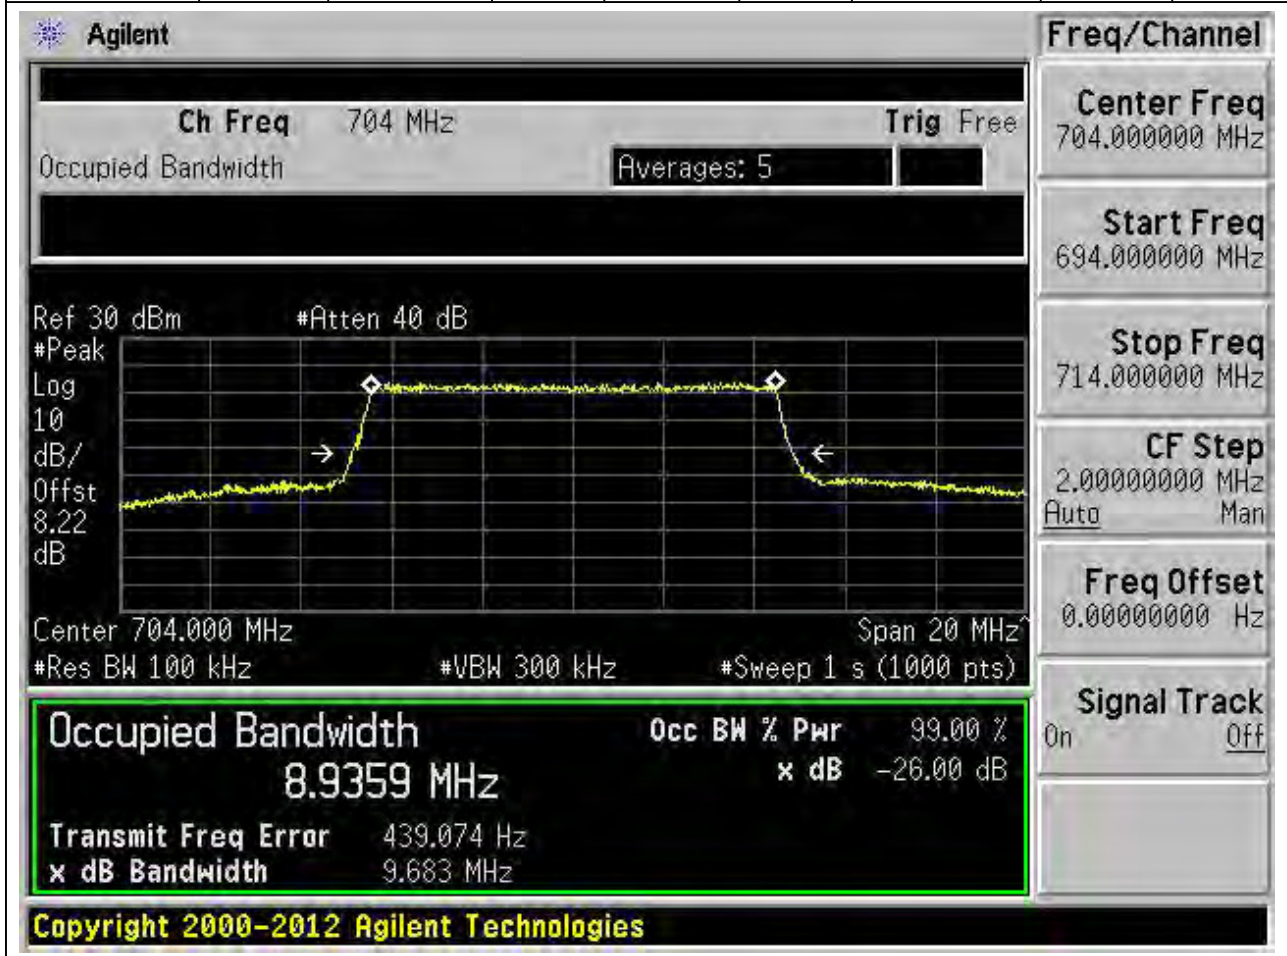 Agilent
Freq/Channel
Ch Freq 704 MHz
Trig Free
Occupied Bandwidth
Averages: 5
Center Freq
704.000000 MHz
Start Freq
694.000000 MHz
Stop Freq
714.000000 MHz
CF Step
2.00000000 MHz
Auto Man
Freq Offset
0.00000000 Hz
Signal Track
On Off
Ref 30 dBm #Atten 40 dB
#Peak
Log
10
dB/
Offst
8.22
dB
Center 704.000 MHz Span 20 MHz^
#Res BW 100 kHz #VBW 300 kHz #Sweep 1 s (1000 pts)
Occupied Bandwidth
8.9359 MHz
Occ BW % Pwr 99.00 %
x dB -26.00 dB
Transmit Freq Error 439.074 Hz
x dB Bandwidth 9.683 MHz
Copyright 2000-2012 Agilent Technologies